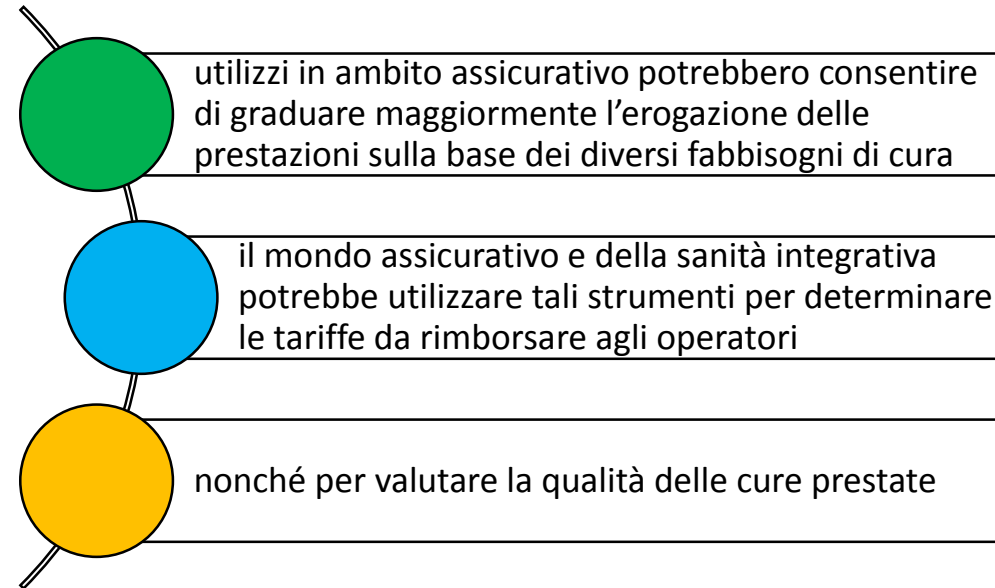 utilizzi in ambito assicurativo potrebbero consentire
di graduare maggiormente l’erogazione delle
prestazioni sulla base dei diversi fabbisogni di cura
il mondo assicurativo e della sanità integrativa
potrebbe utilizzare tali strumenti per determinare
le tariffe da rimborsare agli operatori
nonché per valutare la qualità delle cure prestate